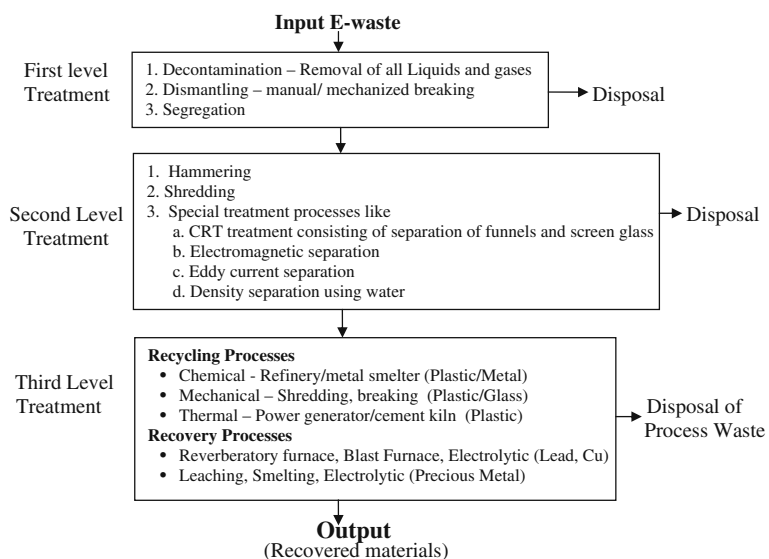 Input E-waste
First level
Treatment
1. Decontamination – Removal of all Liquids and gases
2. Dismantling – manual/ mechanized breaking
3. Segregation
Disposal
Second Level
Treatment
1. Hammering
2. Shredding
3. Special treatment processes like
a. CRT treatment consisting of separation of funnels and screen glass
b. Electromagnetic separation
c. Eddy current separation
d. Density separation using water
Disposal
Third Level
Treatment
Recycling Processes
• Chemical - Refinery/metal smelter (Plastic/Metal)
• Mechanical – Shredding, breaking (Plastic/Glass)
• Thermal – Power generator/cement kiln (Plastic)
Recovery Processes
• Reverberatory furnace, Blast Furnace, Electrolytic (Lead, Cu)
• Leaching, Smelting, Electrolytic (Precious Metal)
Disposal of
Process Waste
Output
(Recovered materials)